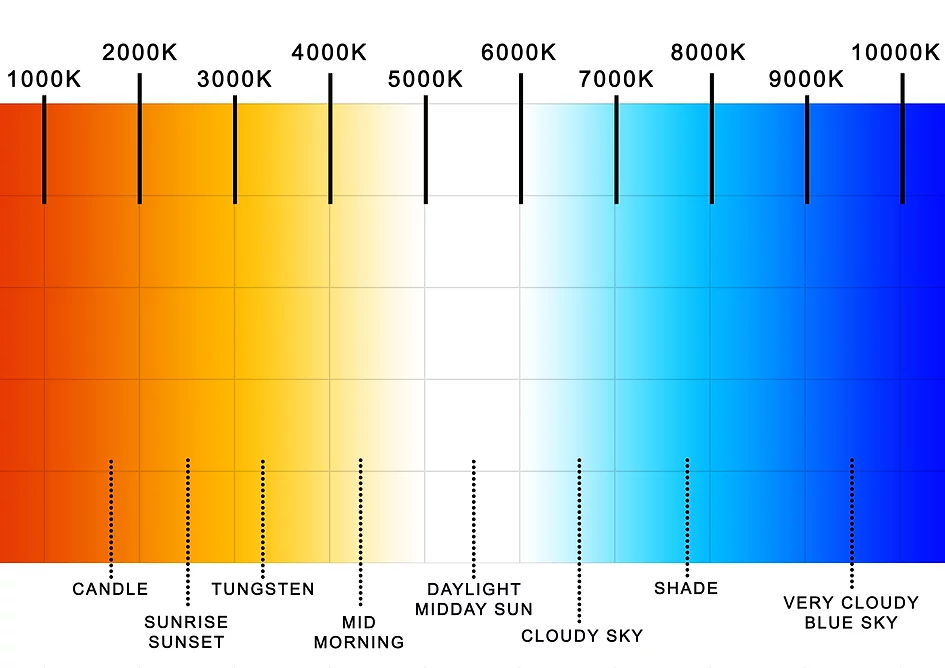 2000K 4000K 6000K 8000K 10000K
1000K 3000K 5000K 7000K 9000K
CANDLE
SUNRISE
SUNSET
TUNGSTEN
MID
MORNING
DAYLIGHT
MIDDAY SUN
CLOUDY SKY
SHADE
VERY CLOUDY
BLUE SKY